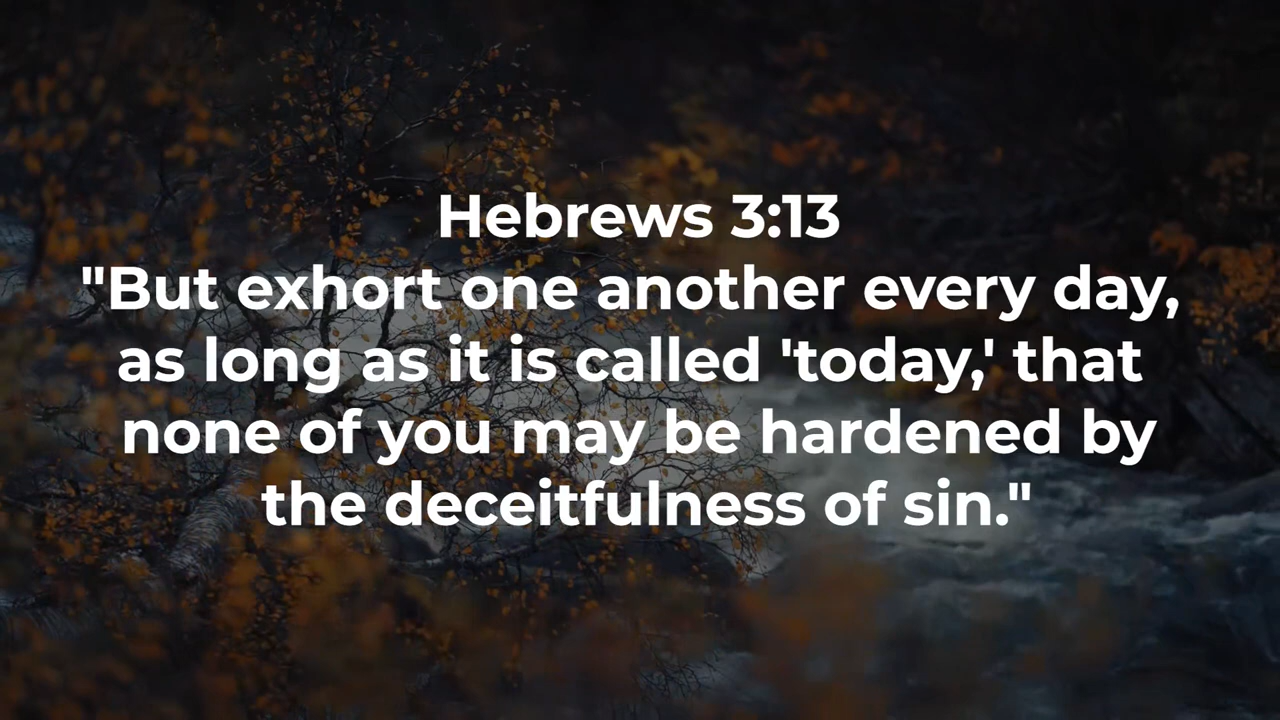 Hebrews 3:13
"But exhort one another every day,
as long as it is called 'today,' that
none of you may be hardened by
the deceitfulness of sin."